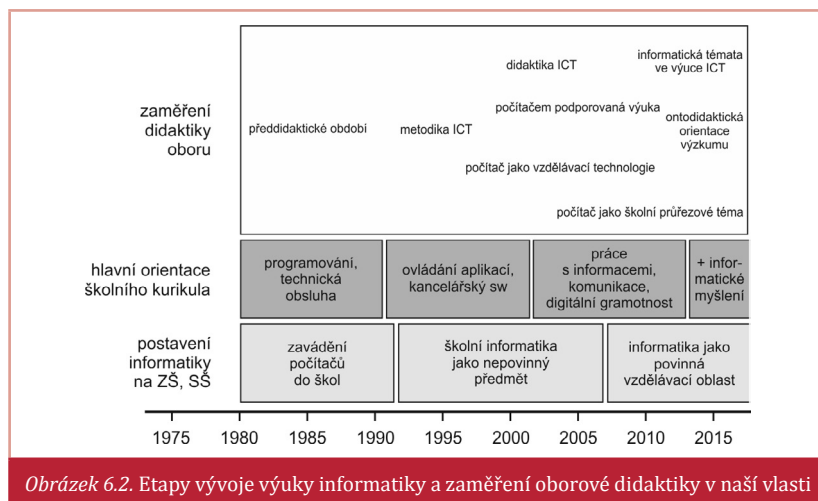 zaměření
didaktiky
oboru
předdidaktické období
metodika ICT
didaktika ICT
počítačem podporovaná výuka
počítač jako vzdělávací technologie
počítač jako školní průřezové téma
informatická témata
ve výuce ICT
ontodidaktická
orientace
výzkumu
hlavní orientace
školního kurikula
programování,
technická
obsluha
ovládání aplikací,
kancelářský sw
práce
s informacemi,
komunikace,
digitální gramotnost
+ infor-
matické
myšlení
postavení
informatiky
na ZŠ, SŠ
zavádění
počítačů
do škol
školní informatika
jako nepovinný
předmět
informatika jako
povinná
vzdělávací oblast
1975 1980 1985 1990 1995 2000 2005 2010 2015
Obrázek 6.2. Etapy vývoje výuky informatiky a zaměření oborové didaktiky v naší vlasti